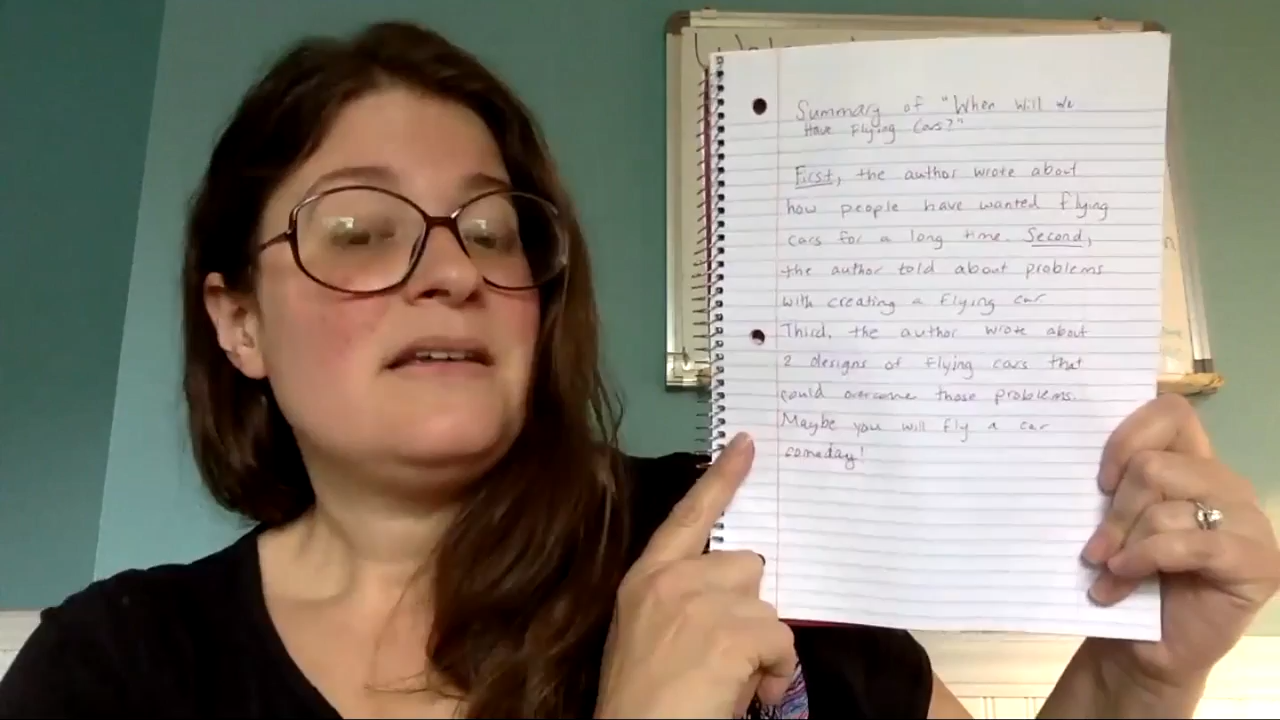 Summary of "When Will We
Have Flying Cars?"
First, the author wrote about
how people have wanted flying
cars for a long time. Second,
the author told about problems
with creating a flying car
Third, the author wrote about
2 designs of flying cars that
could overcome those problems.
Maybe you will fly a car
someday!